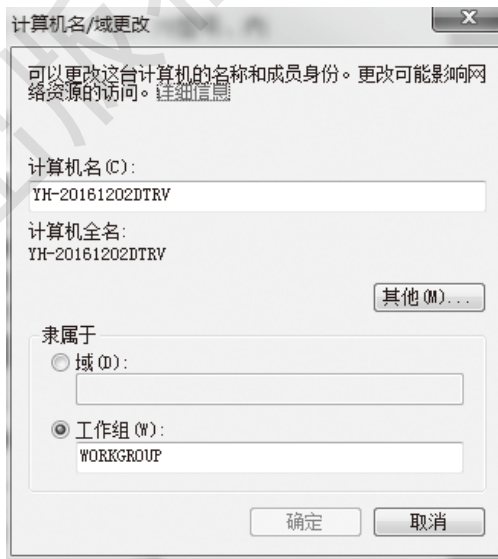 计算机名/域更改
可以更改这台计算机的名称和成员身份。更改可能影响网
络资源的访问。详细信息
计算机名(C):
YH-20161202DTRV
计算机全名:
YH-20161202DTRV
其他(M)...
隶属于
域(D):
工作组(W):
WORKGROUP
确定
取消